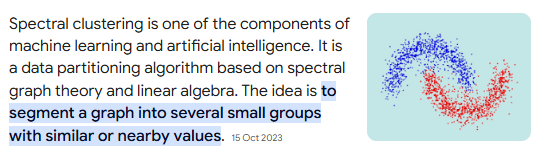 Spectral clustering is one of the components of
machine learning and artificial intelligence. It is
a data partitioning algorithm based on spectral
graph theory and linear algebra. The idea is to
segment a graph into several small groups
with similar or nearby values. 15 Oct 2023